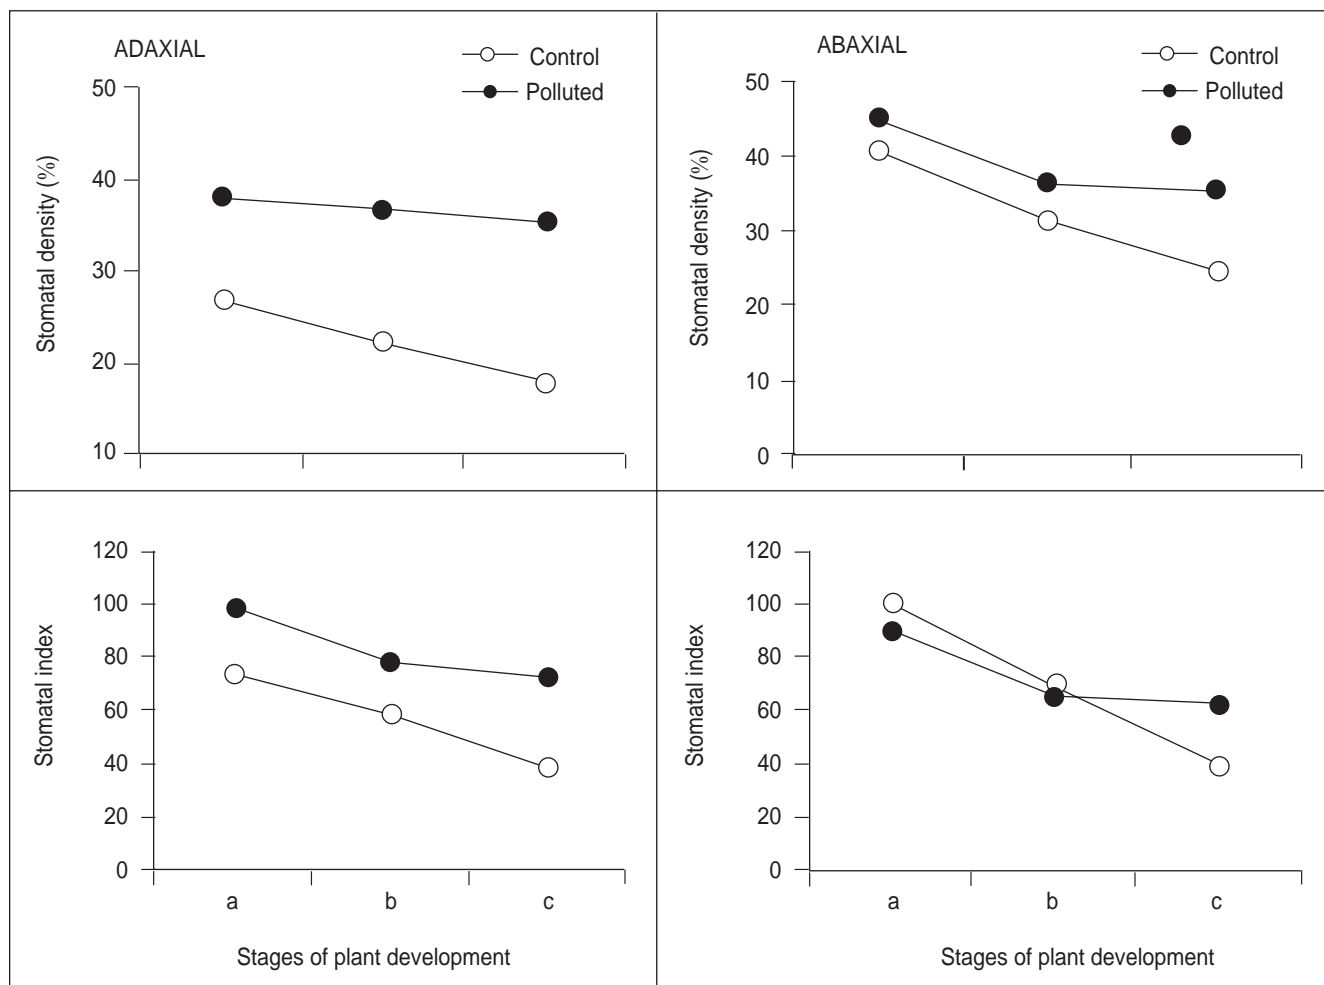 ADAXIAL
Control
Polluted
50
40
30
20
10
Stomatal density (%)
ABAXIAL
Control
Polluted
50
40
30
20
10
0
Stomatal density (%)
120
100
80
60
40
20
0
Stomatal index
a b c
Stages of plant development
120
100
80
60
40
20
0
Stomatal index
a b c
Stages of plant development